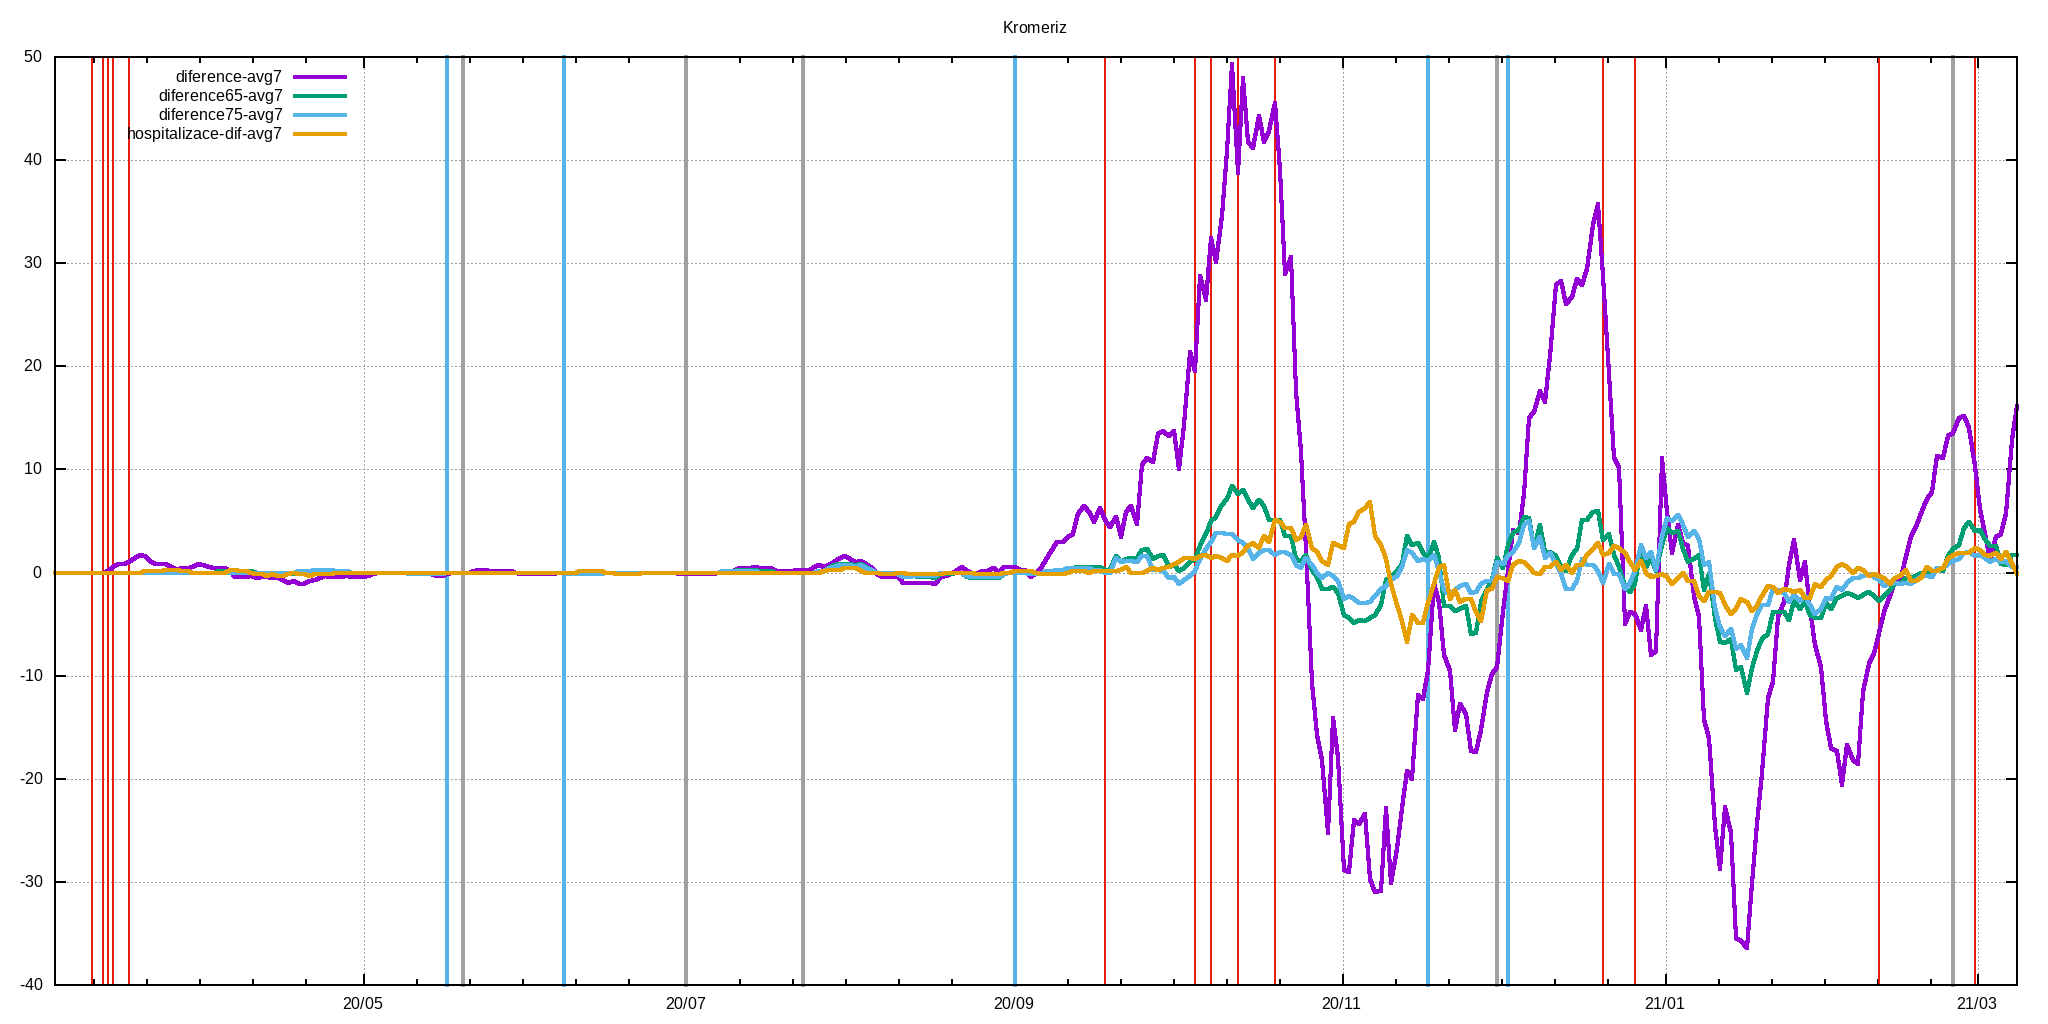 Kromeriz
50
diference-avg7
diference65-avg7
diference75-avg7
hospitalizace-dif-avg7
40
30
20
10
0
-10
-20
-30
-40
20/05 20/07 20/09 20/11 21/01 21/03